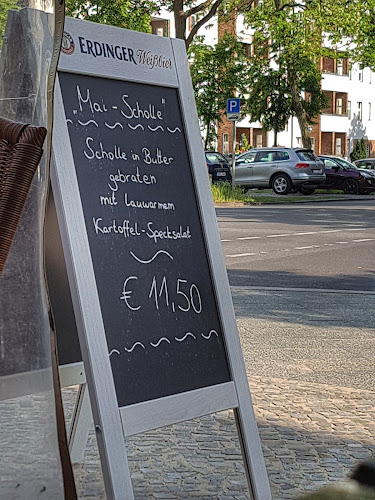 ERDINGER Weißbier
„Mai - Scholle"
Scholle in Butter
gebraten
mit lauwarmem
Kartoffel-Specksalat
€ 11,50
P